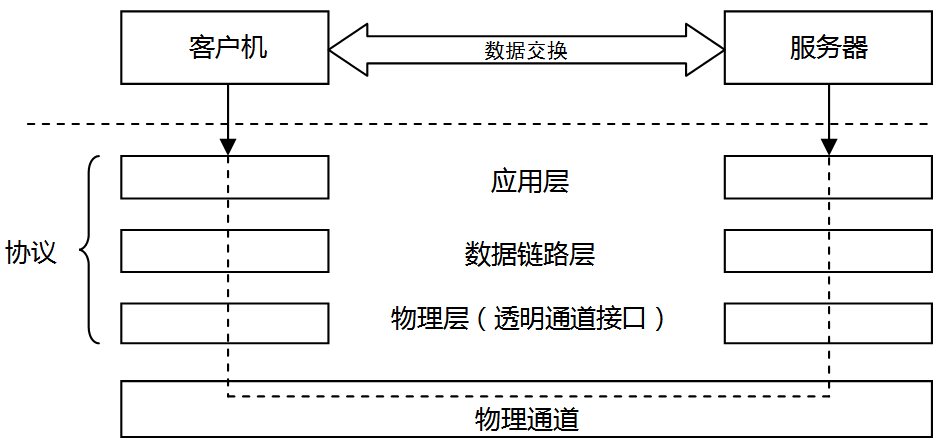 客户机
数据交换
服务器
应用层
协议
数据链路层
物理层（透明通道接口）
物理通道